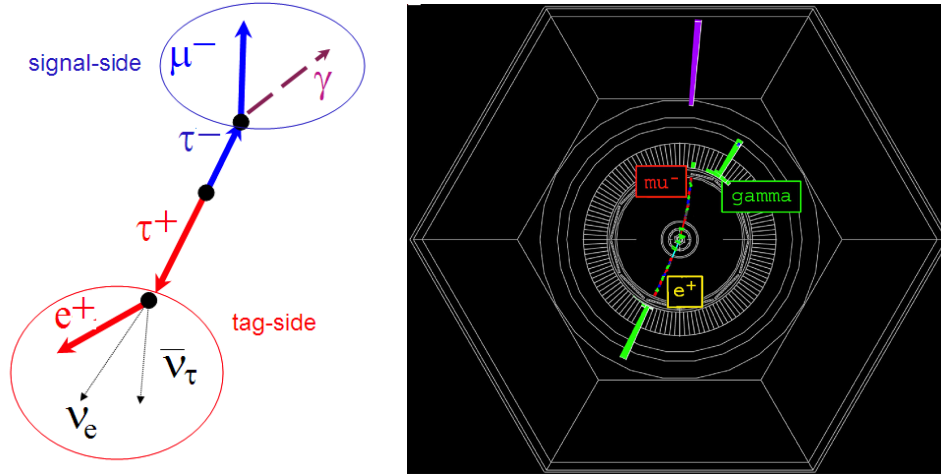 signal-side
μ−
γ
τ−
τ+
e+
tag-side
ν̅τ
νe
mu-
gamma
e+